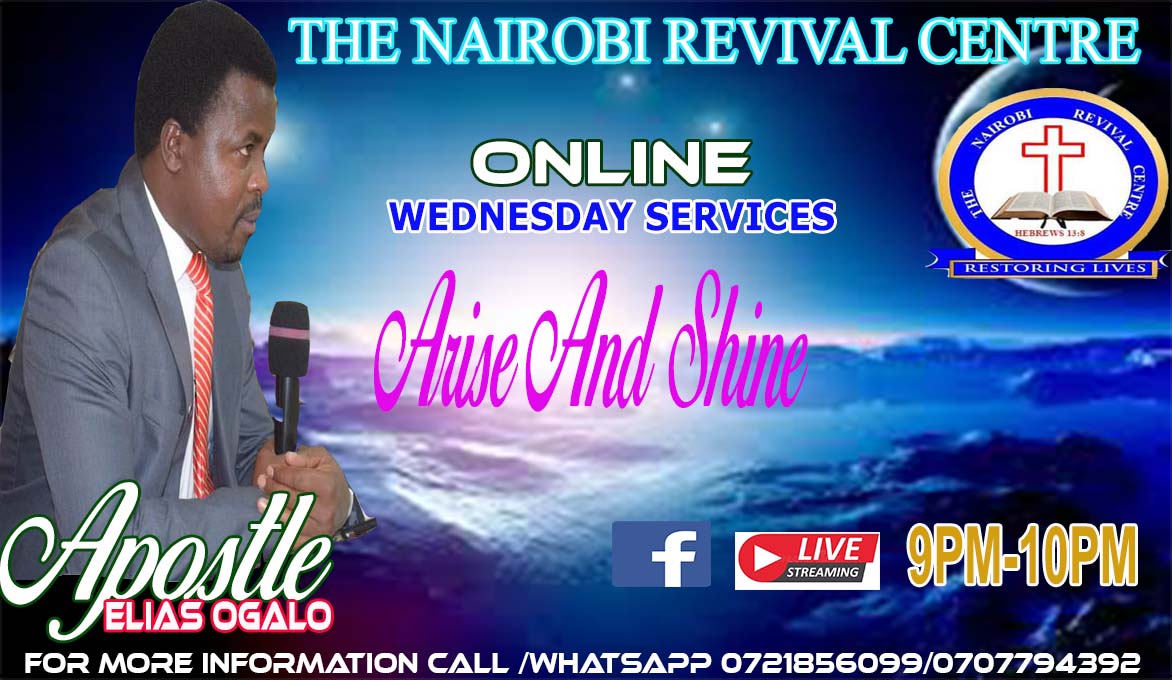 THE NAIROBI REVIVAL CENTRE
THE NAIROBI REVIVAL CENTRE
HEBREWS 13:8
RESTORING LIVES
ONLINE
WEDNESDAY SERVICES
Arise And Shine
f
LIVE
STREAMING
9PM-10PM
Apostle
ELIAS OGALO
FOR MORE INFORMATION CALL /WHATSAPP 0721856099/0707794392